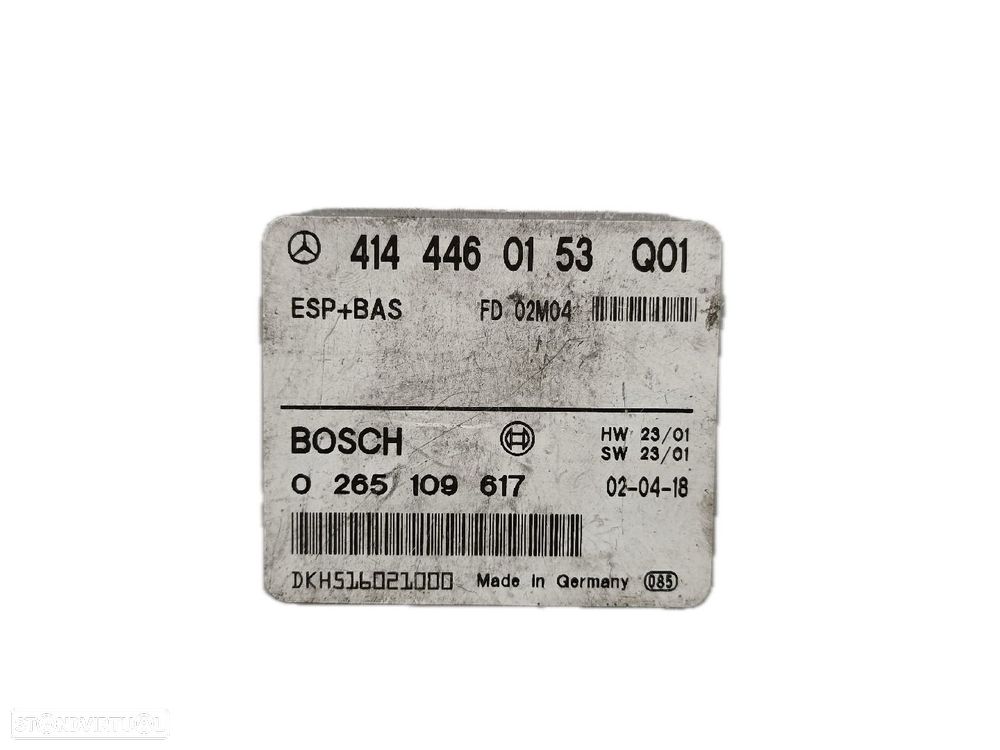 414 446 01 53 Q01
ESP+BAS FD 02M04
BOSCH HW 23/01
SW 23/01
0 265 109 617 02-04-18
DKH516021000 Made in Germany 085
STANDVIRTUAL